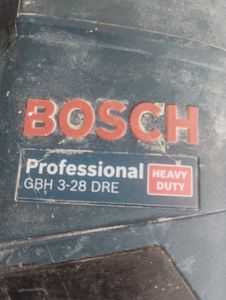 BOSCH
Professional HEAVY
GBH 3-28 DRE DUTY